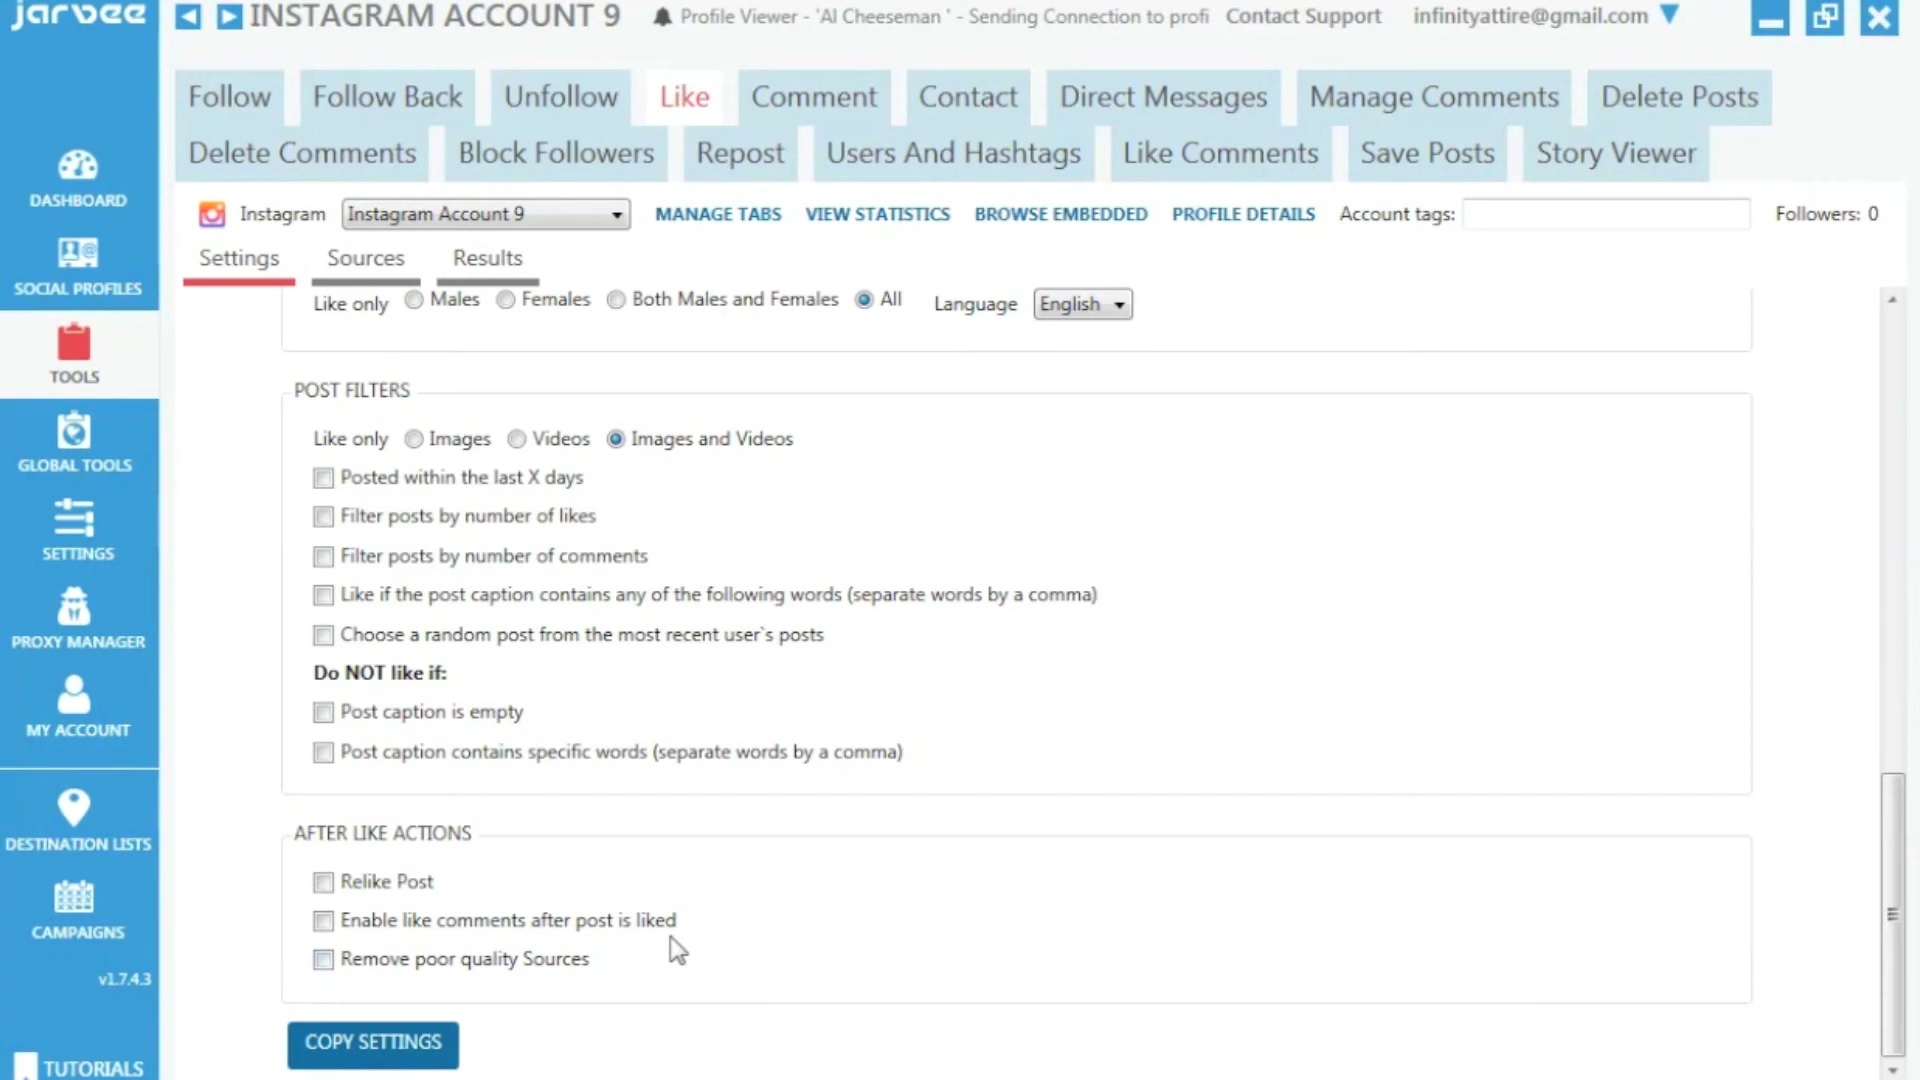 jarvee
INSTAGRAM ACCOUNT 9
Profile Viewer - 'Al Cheeseman ' - Sending Connection to profi
Contact Support
infinityattire@gmail.com
Follow
Follow Back
Unfollow
Like
Comment
Contact
Direct Messages
Manage Comments
Delete Posts
Delete Comments
Block Followers
Repost
Users And Hashtags
Like Comments
Save Posts
Story Viewer
Instagram
Instagram Account 9
MANAGE TABS
VIEW STATISTICS
BROWSE EMBEDDED
PROFILE DETAILS
Account tags:
Followers: 0
Settings
Sources
Results
DASHBOARD
SOCIAL PROFILES
TOOLS
GLOBAL TOOLS
SETTINGS
PROXY MANAGER
MY ACCOUNT
DESTINATION LISTS
CAMPAIGNS
v1.7.4.3
TUTORIALS
Like only Males Females Both Males and Females All Language English
POST FILTERS
Like only Images Videos Images and Videos
Posted within the last X days
Filter posts by number of likes
Filter posts by number of comments
Like if the post caption contains any of the following words (separate words by a comma)
Choose a random post from the most recent user`s posts
Do NOT like if:
Post caption is empty
Post caption contains specific words (separate words by a comma)
AFTER LIKE ACTIONS
Relike Post
Enable like comments after post is liked
Remove poor quality Sources
COPY SETTINGS